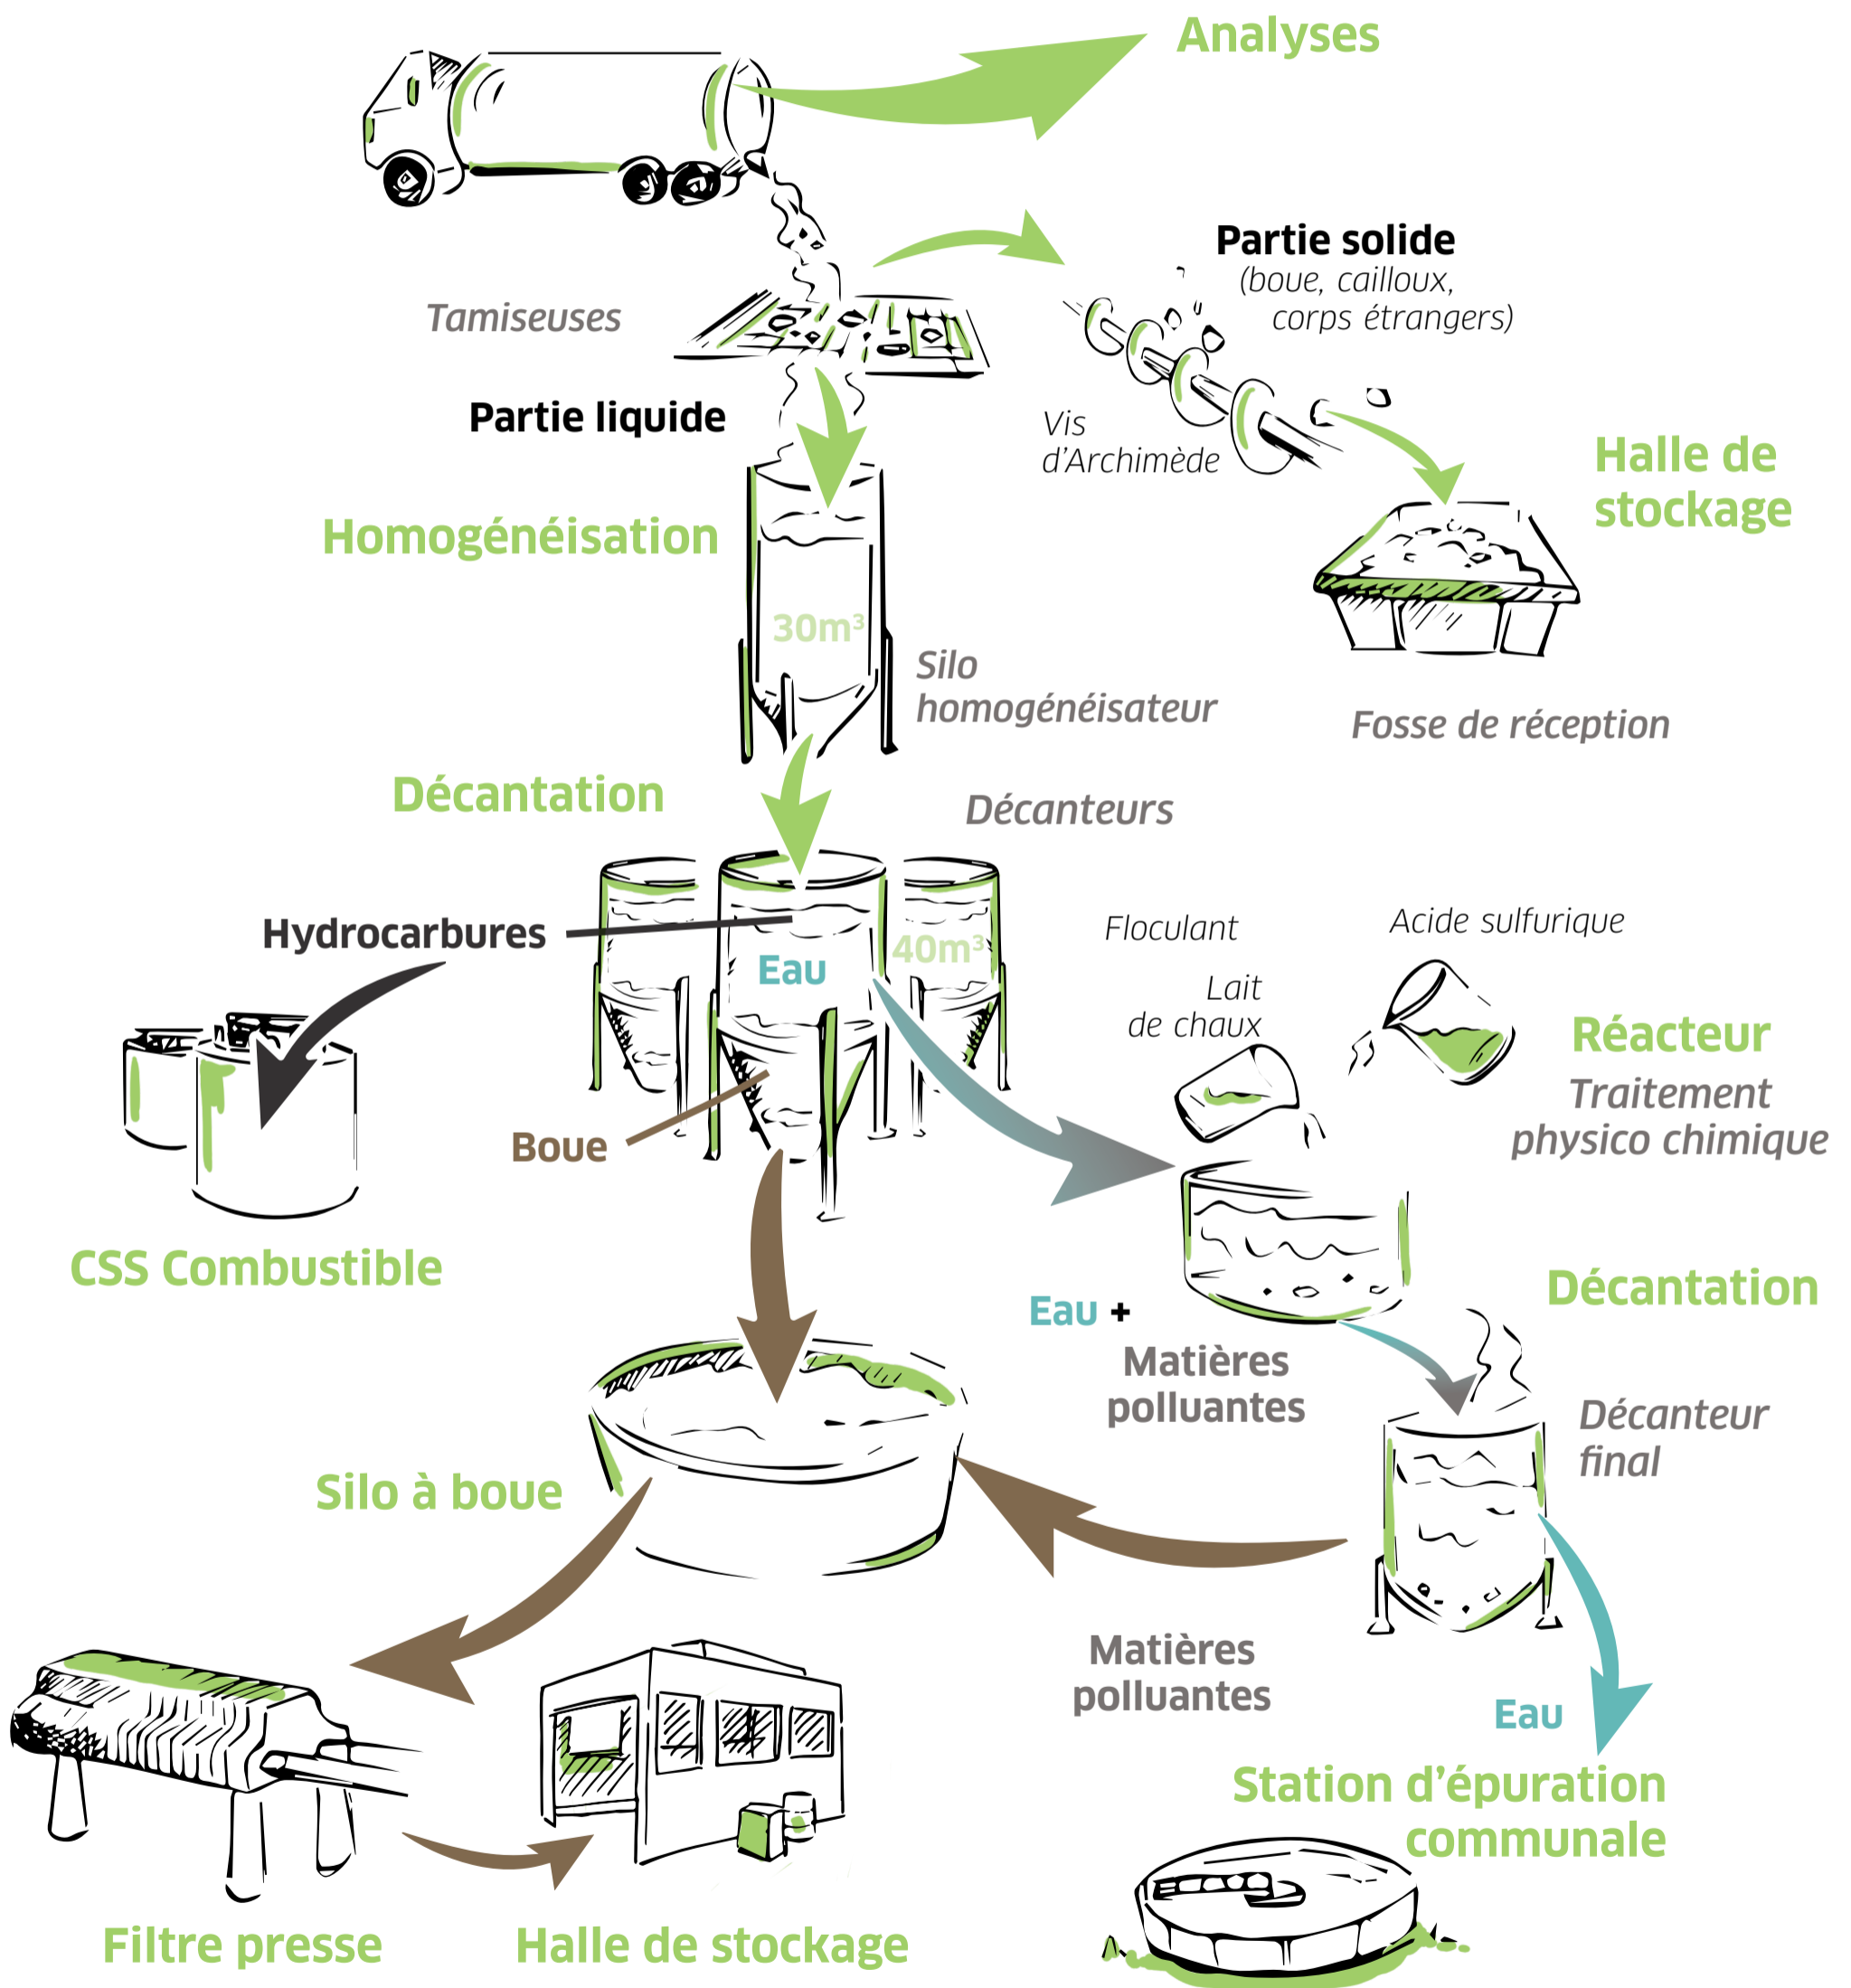 Analyses
Partie solide
(boue, cailloux,
corps étrangers)
Tamiseuses
Partie liquide
Vis
d'Archimède
Halle de
stockage
Homogénéisation
30m³
Silo
homogénéisateur
Fosse de réception
Décantation
Décanteurs
Hydrocarbures
Eau
40m³
Floculant
Acide sulfurique
Lait
de chaux
Réacteur
Traitement
physico chimique
Boue
CSS Combustible
Eau +
Matières
polluantes
Décantation
Décanteur
final
Silo à boue
Matières
polluantes
Eau
Station d'épuration
communale
Filtre presse
Halle de stockage